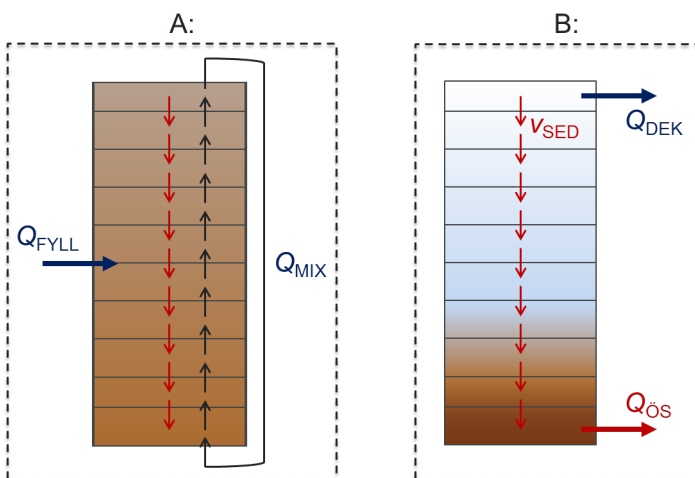 A:
B:
Q_FYLL
Q_MIX
v_SED
Q_DEK
Q_ÖS